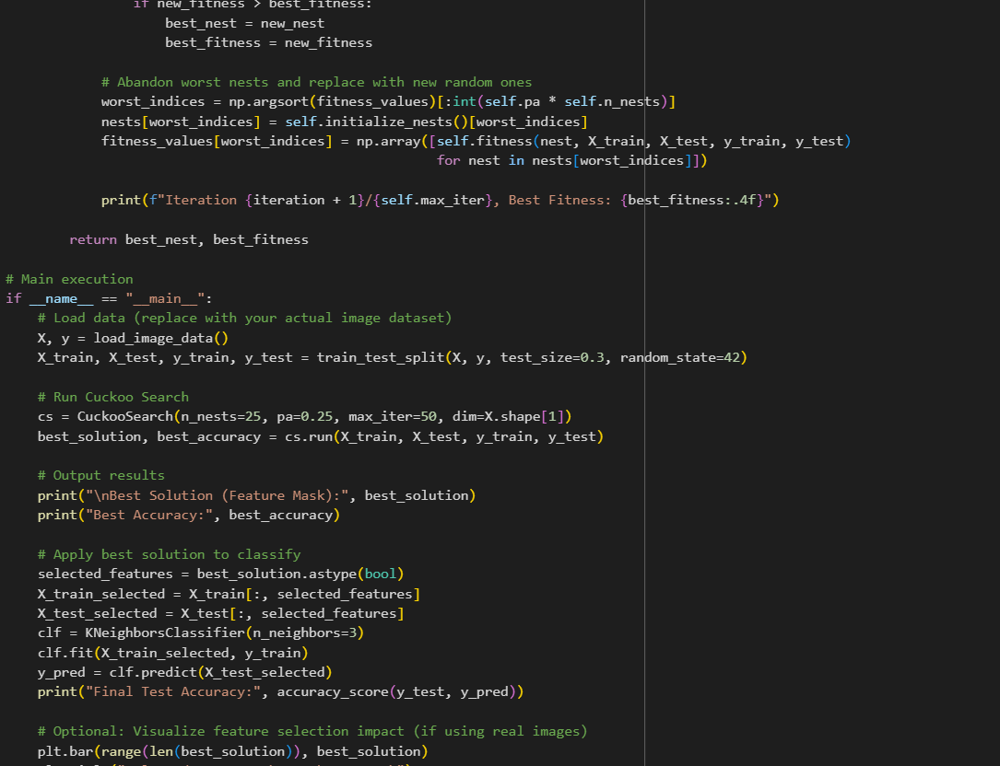 if new_fitness > best_fitness:
best_nest = new_nest
best_fitness = new_fitness
# Abandon worst nests and replace with new random ones
worst_indices = np.argsort(fitness_values)[:int(self.pa * self.n_nests)]
nests[worst_indices] = self.initialize_nests()[worst_indices]
fitness_values[worst_indices] = np.array([self.fitness(nest, X_train, X_test, y_train, y_test)
for nest in nests[worst_indices]])
print(f"Iteration {iteration + 1}/{self.max_iter}, Best Fitness: {best_fitness:.4f}")
return best_nest, best_fitness
# Main execution
if __name__ == "__main__":
# Load data (replace with your actual image dataset)
X, y = load_image_data()
X_train, X_test, y_train, y_test = train_test_split(X, y, test_size=0.3, random_state=42)
# Run Cuckoo Search
cs = CuckooSearch(n_nests=25, pa=0.25, max_iter=50, dim=X.shape[1])
best_solution, best_accuracy = cs.run(X_train, X_test, y_train, y_test)
# Output results
print("\nBest Solution (Feature Mask):", best_solution)
print("Best Accuracy:", best_accuracy)
# Apply best solution to classify
selected_features = best_solution.astype(bool)
X_train_selected = X_train[:, selected_features]
X_test_selected = X_test[:, selected_features]
clf = KNeighborsClassifier(n_neighbors=3)
clf.fit(X_train_selected, y_train)
y_pred = clf.predict(X_test_selected)
print("Final Test Accuracy:", accuracy_score(y_test, y_pred))
# Optional: Visualize feature selection impact (if using real images)
plt.bar(range(len(best_solution)), best_solution)